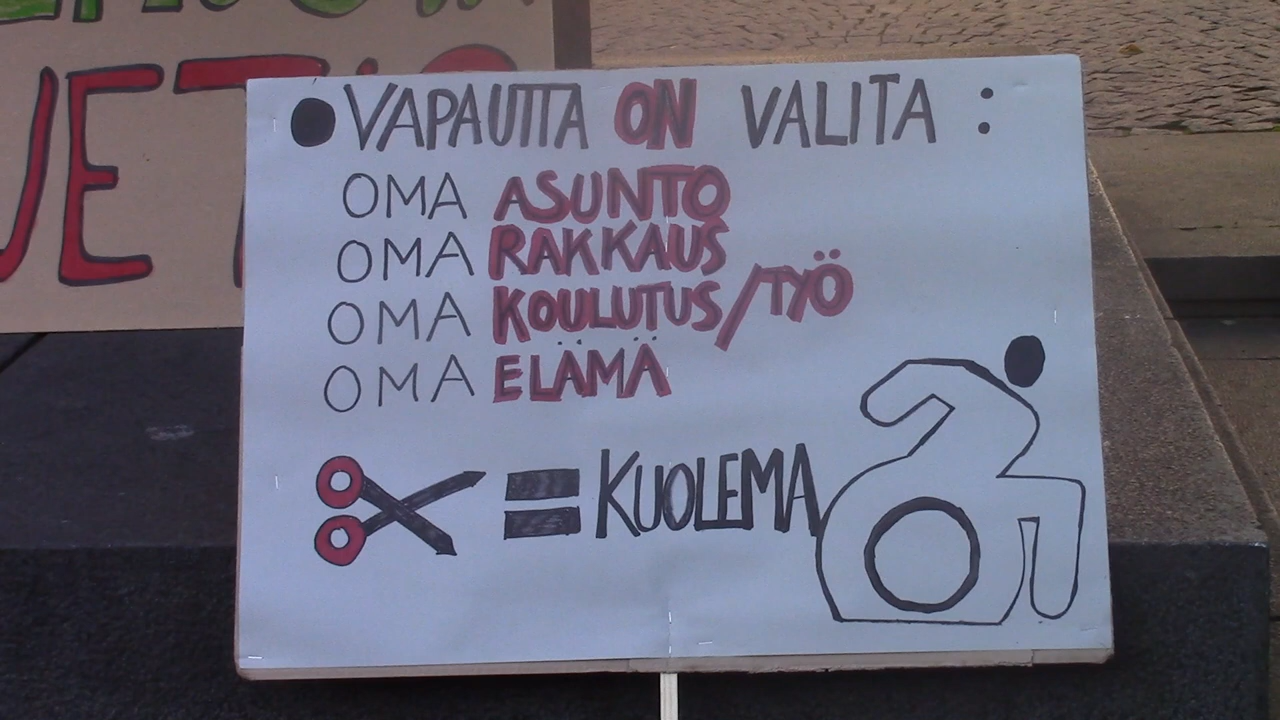 VAPAUTTA ON VALITA :
OMA ASUNTO
OMA RAKKAUS
OMA KOULUTUS/TYÖ
OMA ELÄMÄ
= KUOLEMA